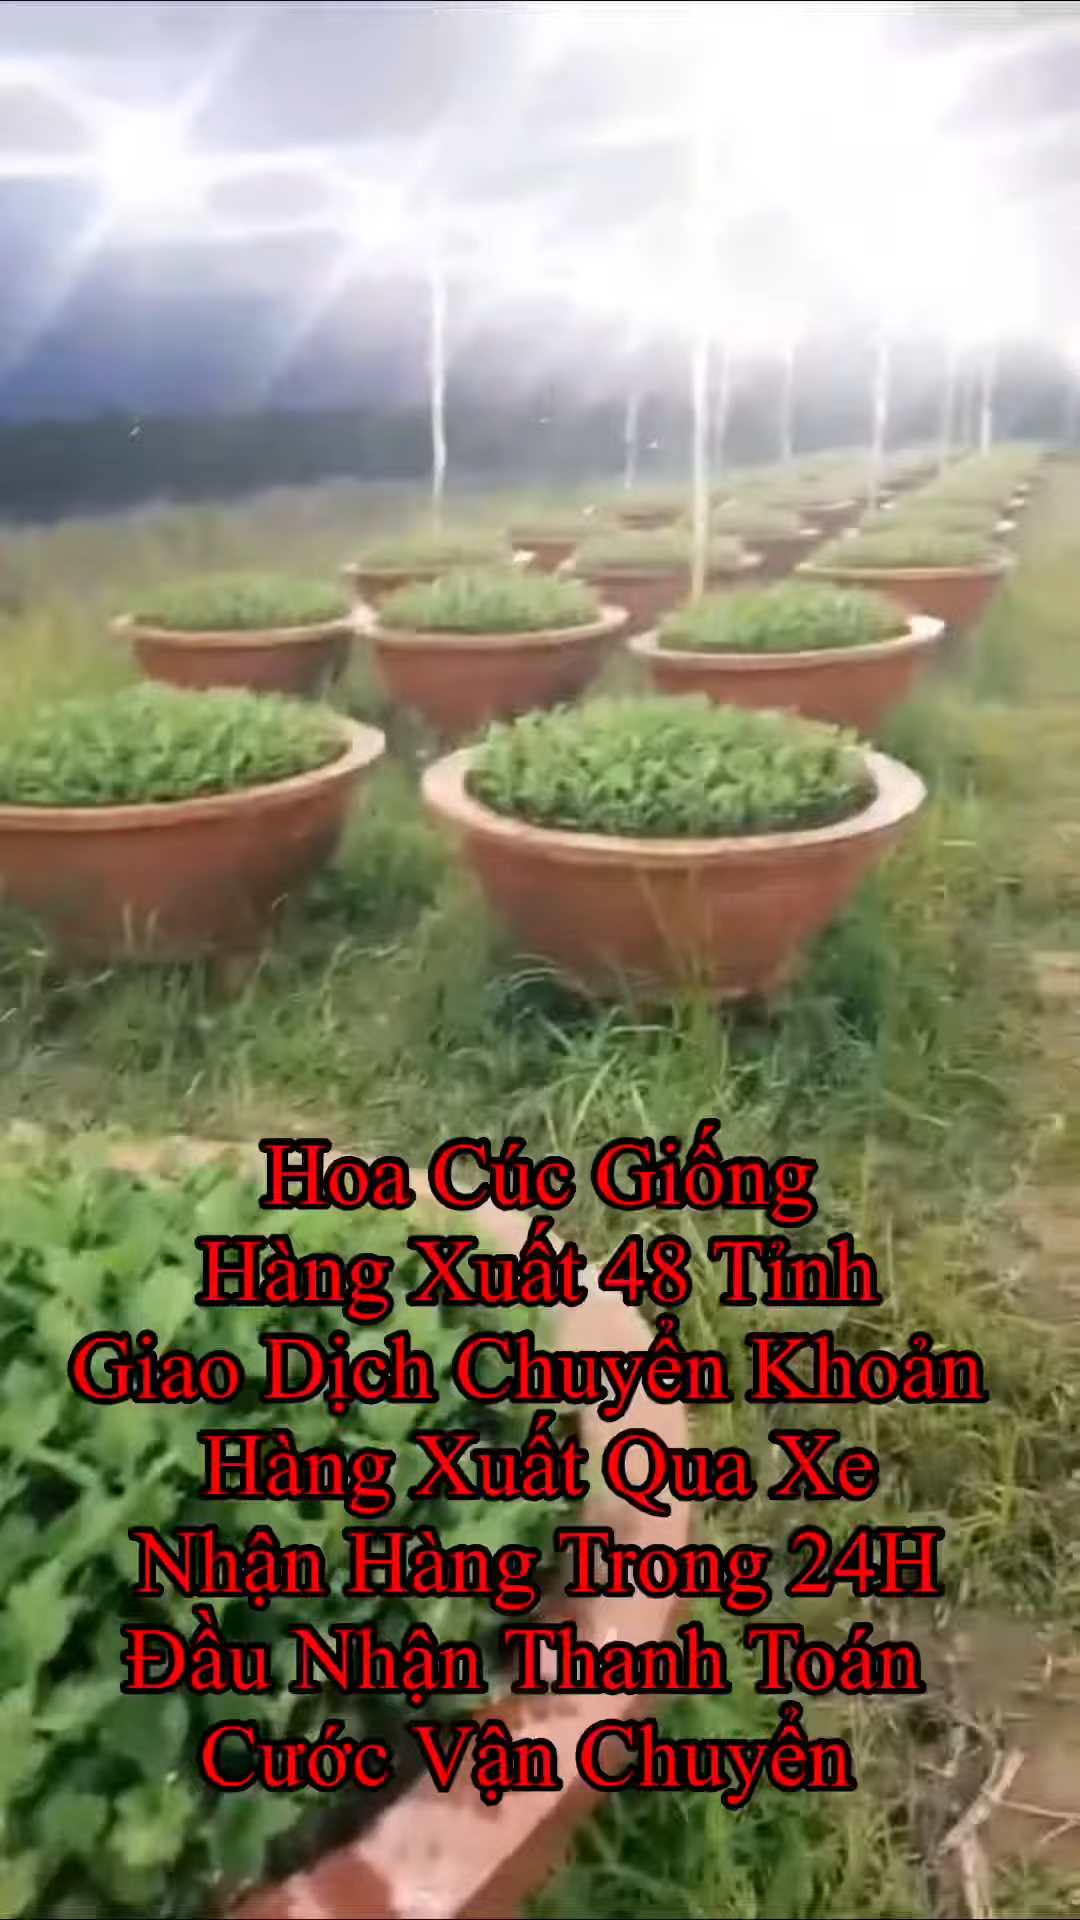 Hoa Cúc Giống
Hàng Xuất 48 Tỉnh
Giao Dịch Chuyển Khoản
Hàng Xuất Qua Xe
Nhận Hàng Trong 24H
Đầu Nhận Thanh Toán
Cước Vận Chuyển